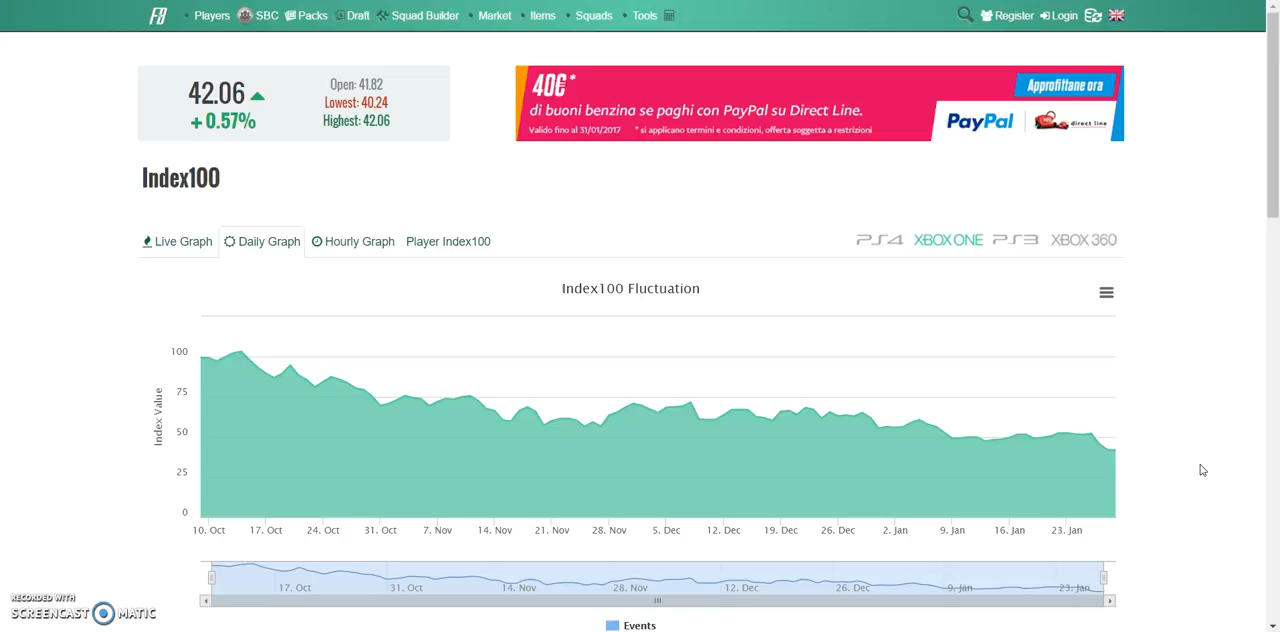 F8 Players SBC Packs Draft Squad Builder Market Items Squads Tools Register Login
42.06
+ 0.57%
Open: 41.82
Lowest: 40.24
Highest: 42.06
40€*
di buoni benzina se paghi con PayPal su Direct Line.
Valido fino al 31/01/2017 * si applicano termini e condizioni, offerta soggetta a restrizioni
Approfittane ora
PayPal direct line
Index100
Live Graph Daily Graph Hourly Graph Player Index100
PS4 XBOX ONE PS3 XBOX 360
Index100 Fluctuation
Index Value
100
75
50
25
0
10. Oct 17. Oct 24. Oct 31. Oct 7. Nov 14. Nov 21. Nov 28. Nov 5. Dec 12. Dec 19. Dec 26. Dec 2. Jan 9. Jan 16. Jan 23. Jan
17. Oct 31. Oct 14. Nov 28. Nov 12. Dec 26. Dec 9. Jan 23. Jan
Events
RECORDED WITH
SCREENCAST MATIC